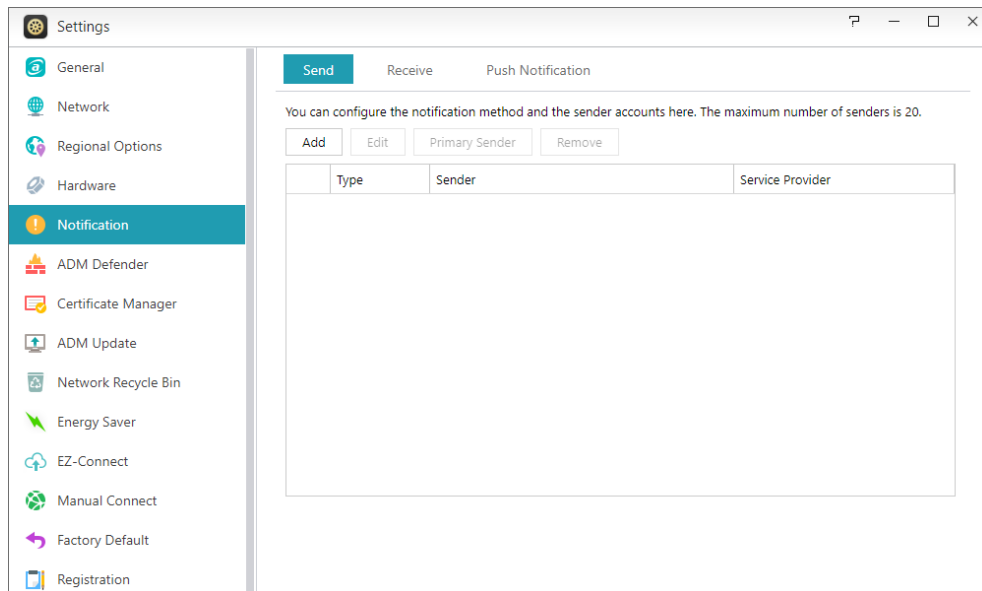 Settings
General
Network
Regional Options
Hardware
Notification
ADM Defender
Certificate Manager
ADM Update
Network Recycle Bin
Energy Saver
EZ-Connect
Manual Connect
Factory Default
Registration
Send Receive Push Notification
You can configure the notification method and the sender accounts here. The maximum number of senders is 20.
Add Edit Primary Sender Remove
Type Sender Service Provider